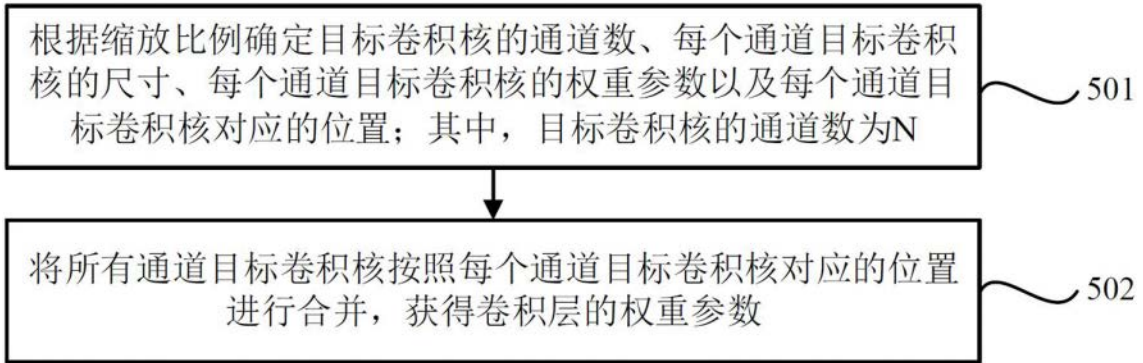 根据缩放比例确定目标卷积核的通道数、每个通道目标卷积
核的尺寸、每个通道目标卷积核的权重参数以及每个通道目
标卷积核对应的位置；其中，目标卷积核的通道数为N
501
将所有通道目标卷积核按照每个通道目标卷积核对应的位置
进行合并，获得卷积层的权重参数
502